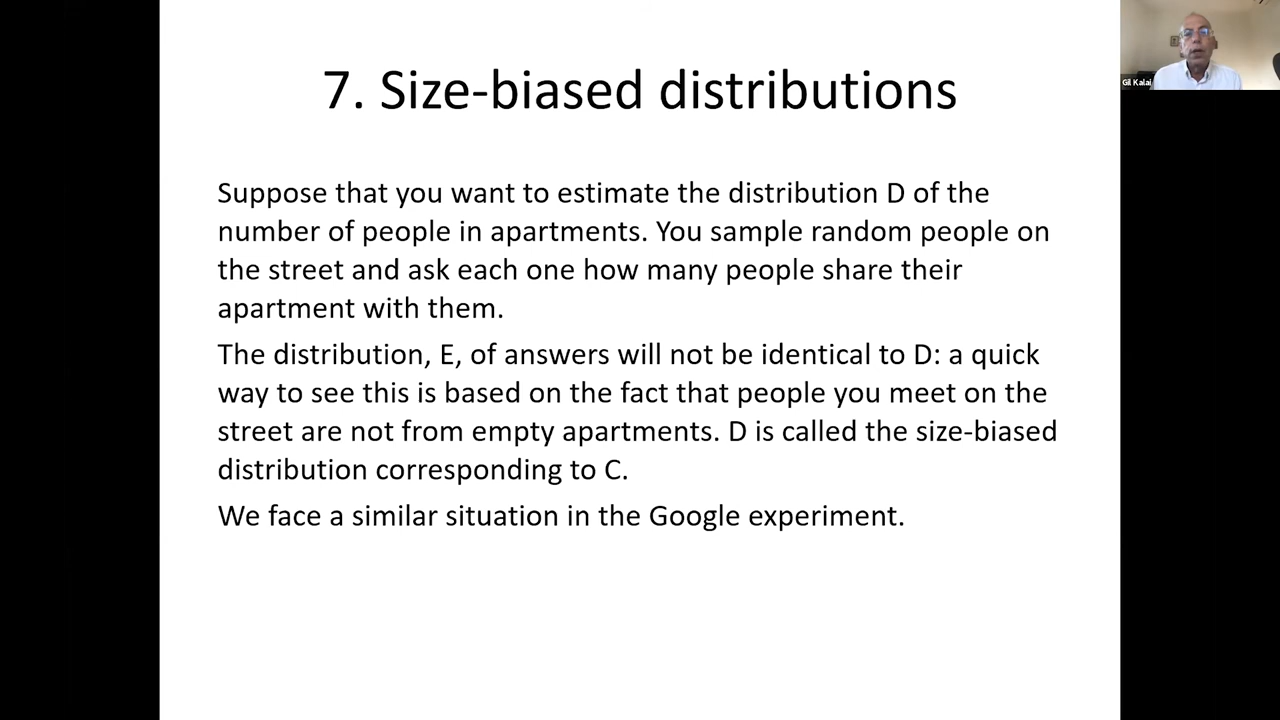 7. Size-biased distributions
Gil Kalai
Suppose that you want to estimate the distribution D of the
number of people in apartments. You sample random people on
the street and ask each one how many people share their
apartment with them.
The distribution, E, of answers will not be identical to D: a quick
way to see this is based on the fact that people you meet on the
street are not from empty apartments. D is called the size-biased
distribution corresponding to C.
We face a similar situation in the Google experiment.